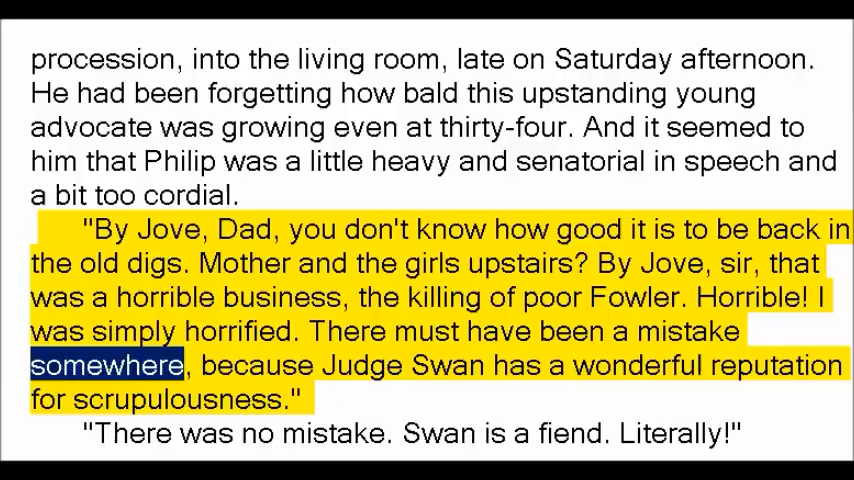 procession, into the living room, late on Saturday afternoon.
He had been forgetting how bald this upstanding young
advocate was growing even at thirty-four. And it seemed to
him that Philip was a little heavy and senatorial in speech and
a bit too cordial.
"By Jove, Dad, you don't know how good it is to be back in
the old digs. Mother and the girls upstairs? By Jove, sir, that
was a horrible business, the killing of poor Fowler. Horrible! I
was simply horrified. There must have been a mistake
somewhere, because Judge Swan has a wonderful reputation
for scrupulousness."
"There was no mistake. Swan is a fiend. Literally!"